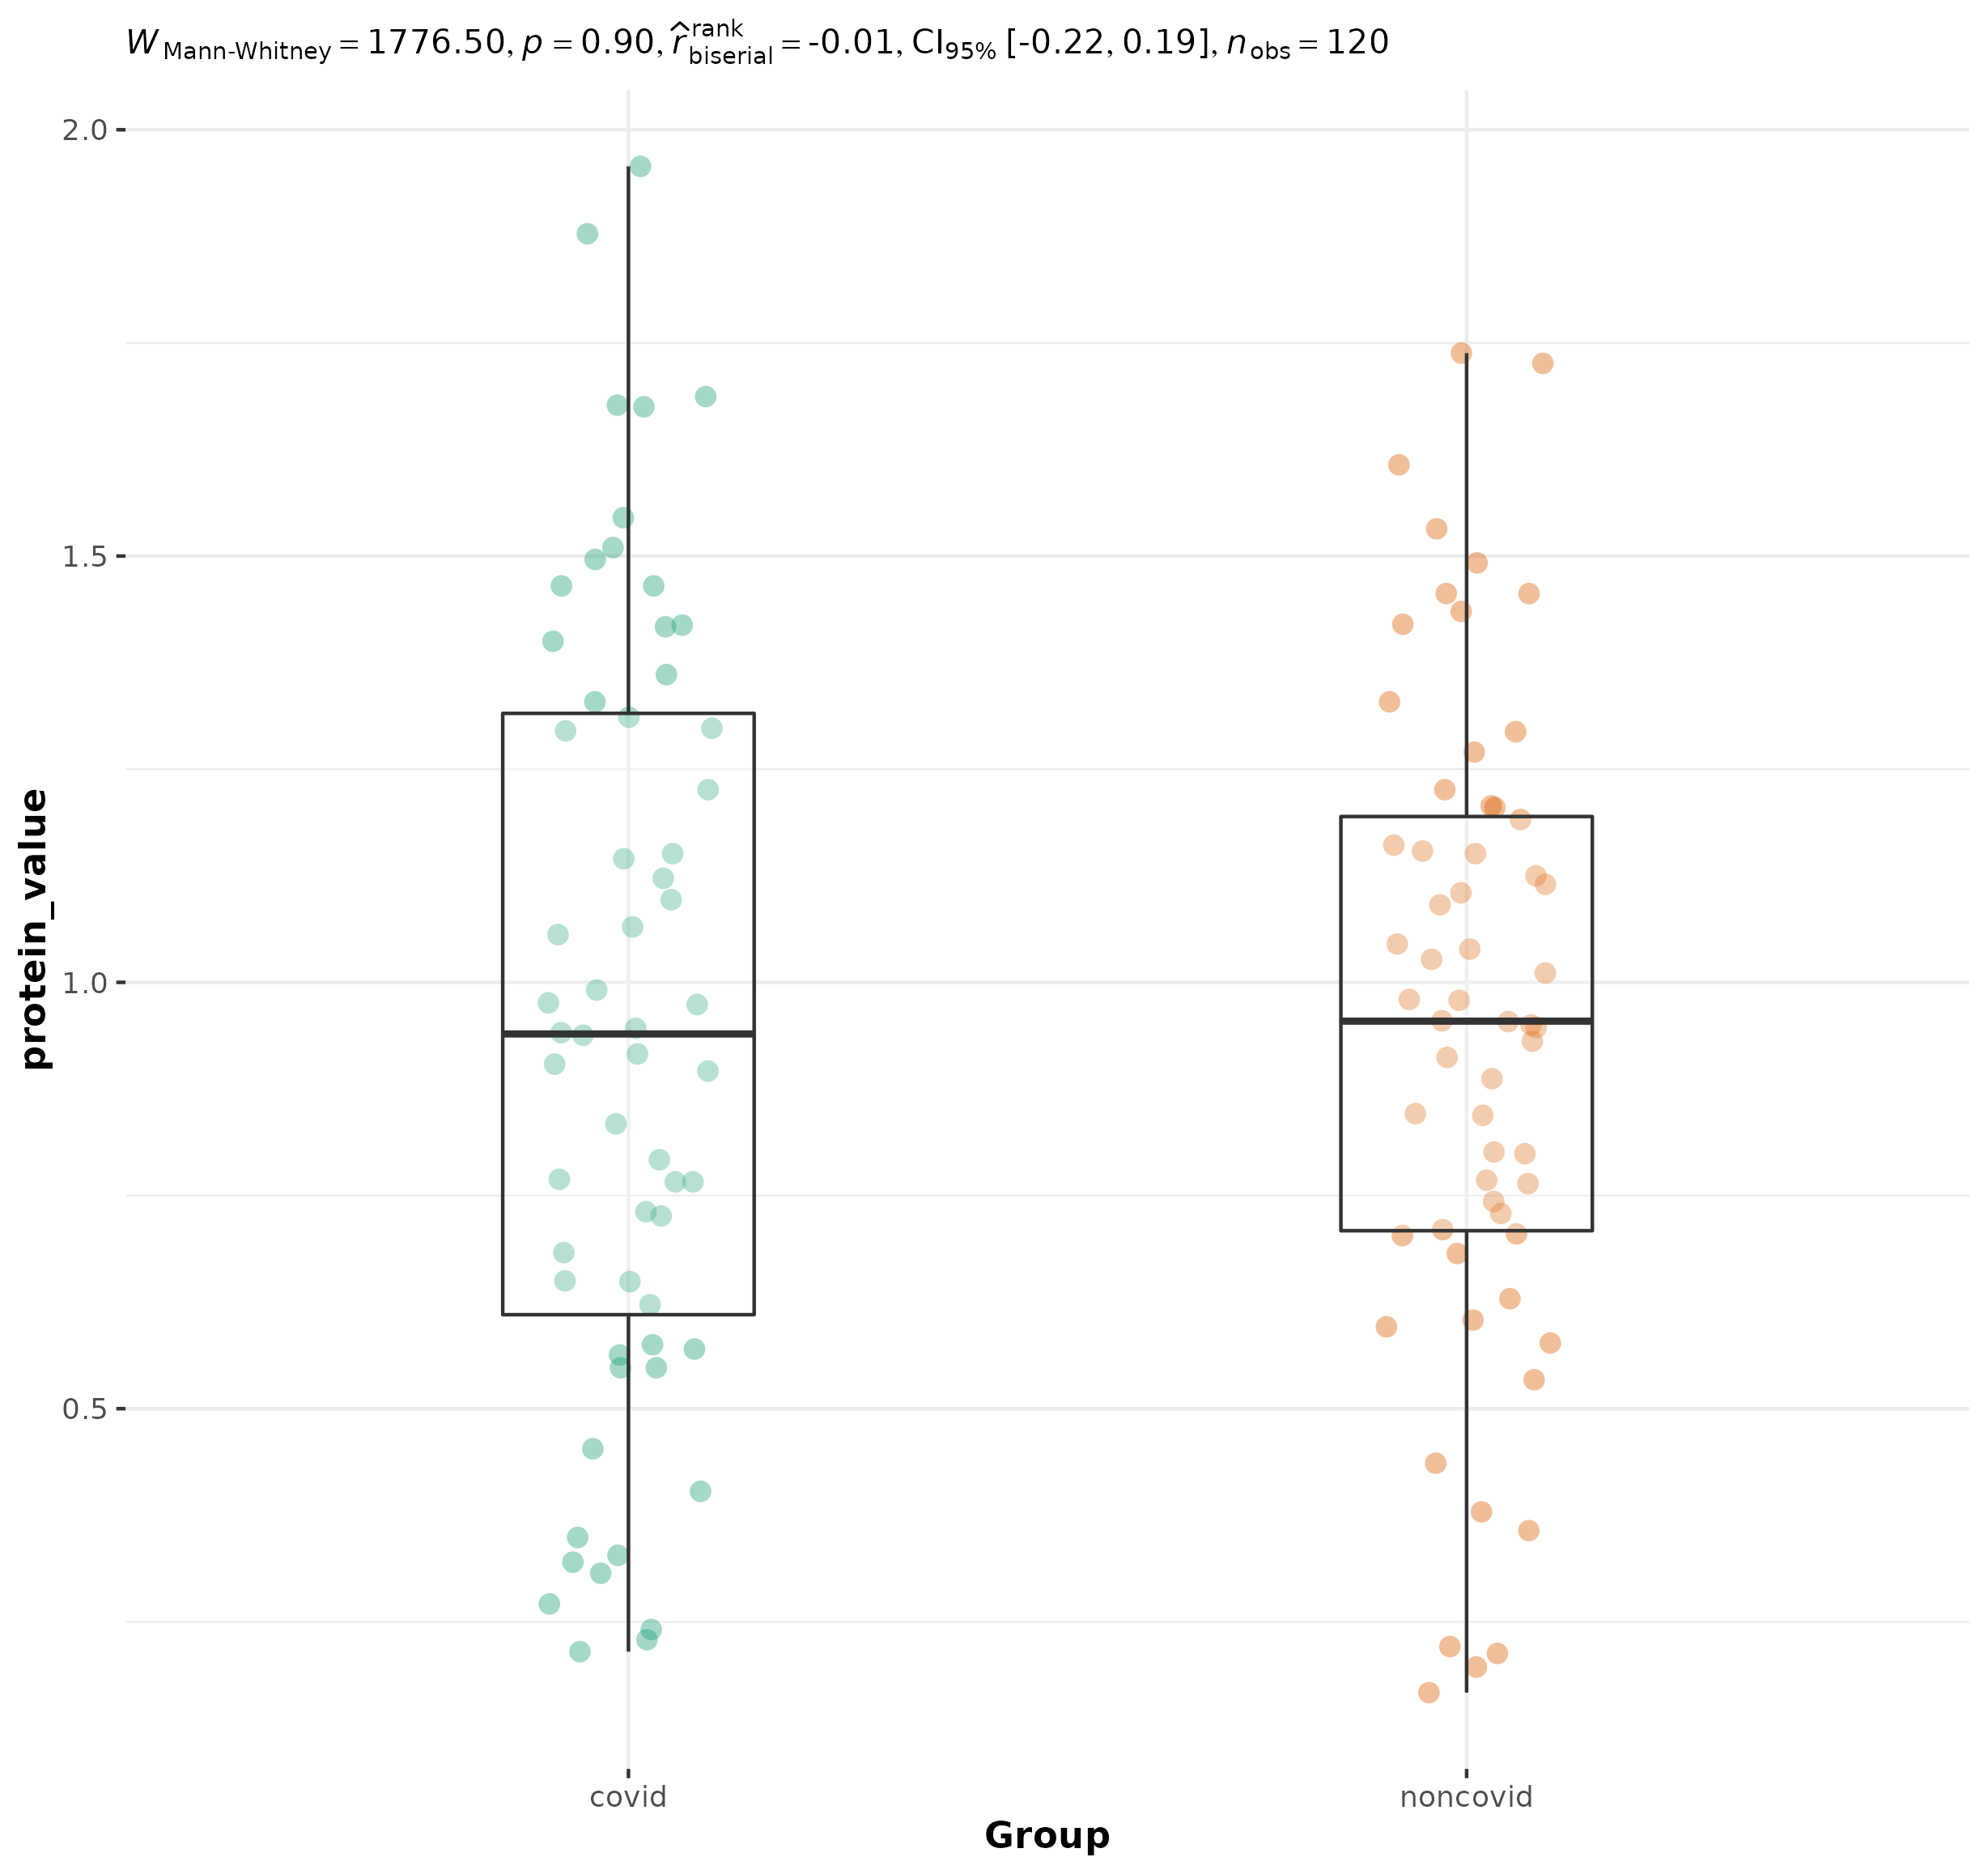 W Mann-Whitney = 1776.50, p = 0.90, r̂ rank biserial = -0.01, CI95% [-0.22, 0.19], nobs = 120
2.0
1.5
1.0
0.5
protein_value
covid
noncovid
Group